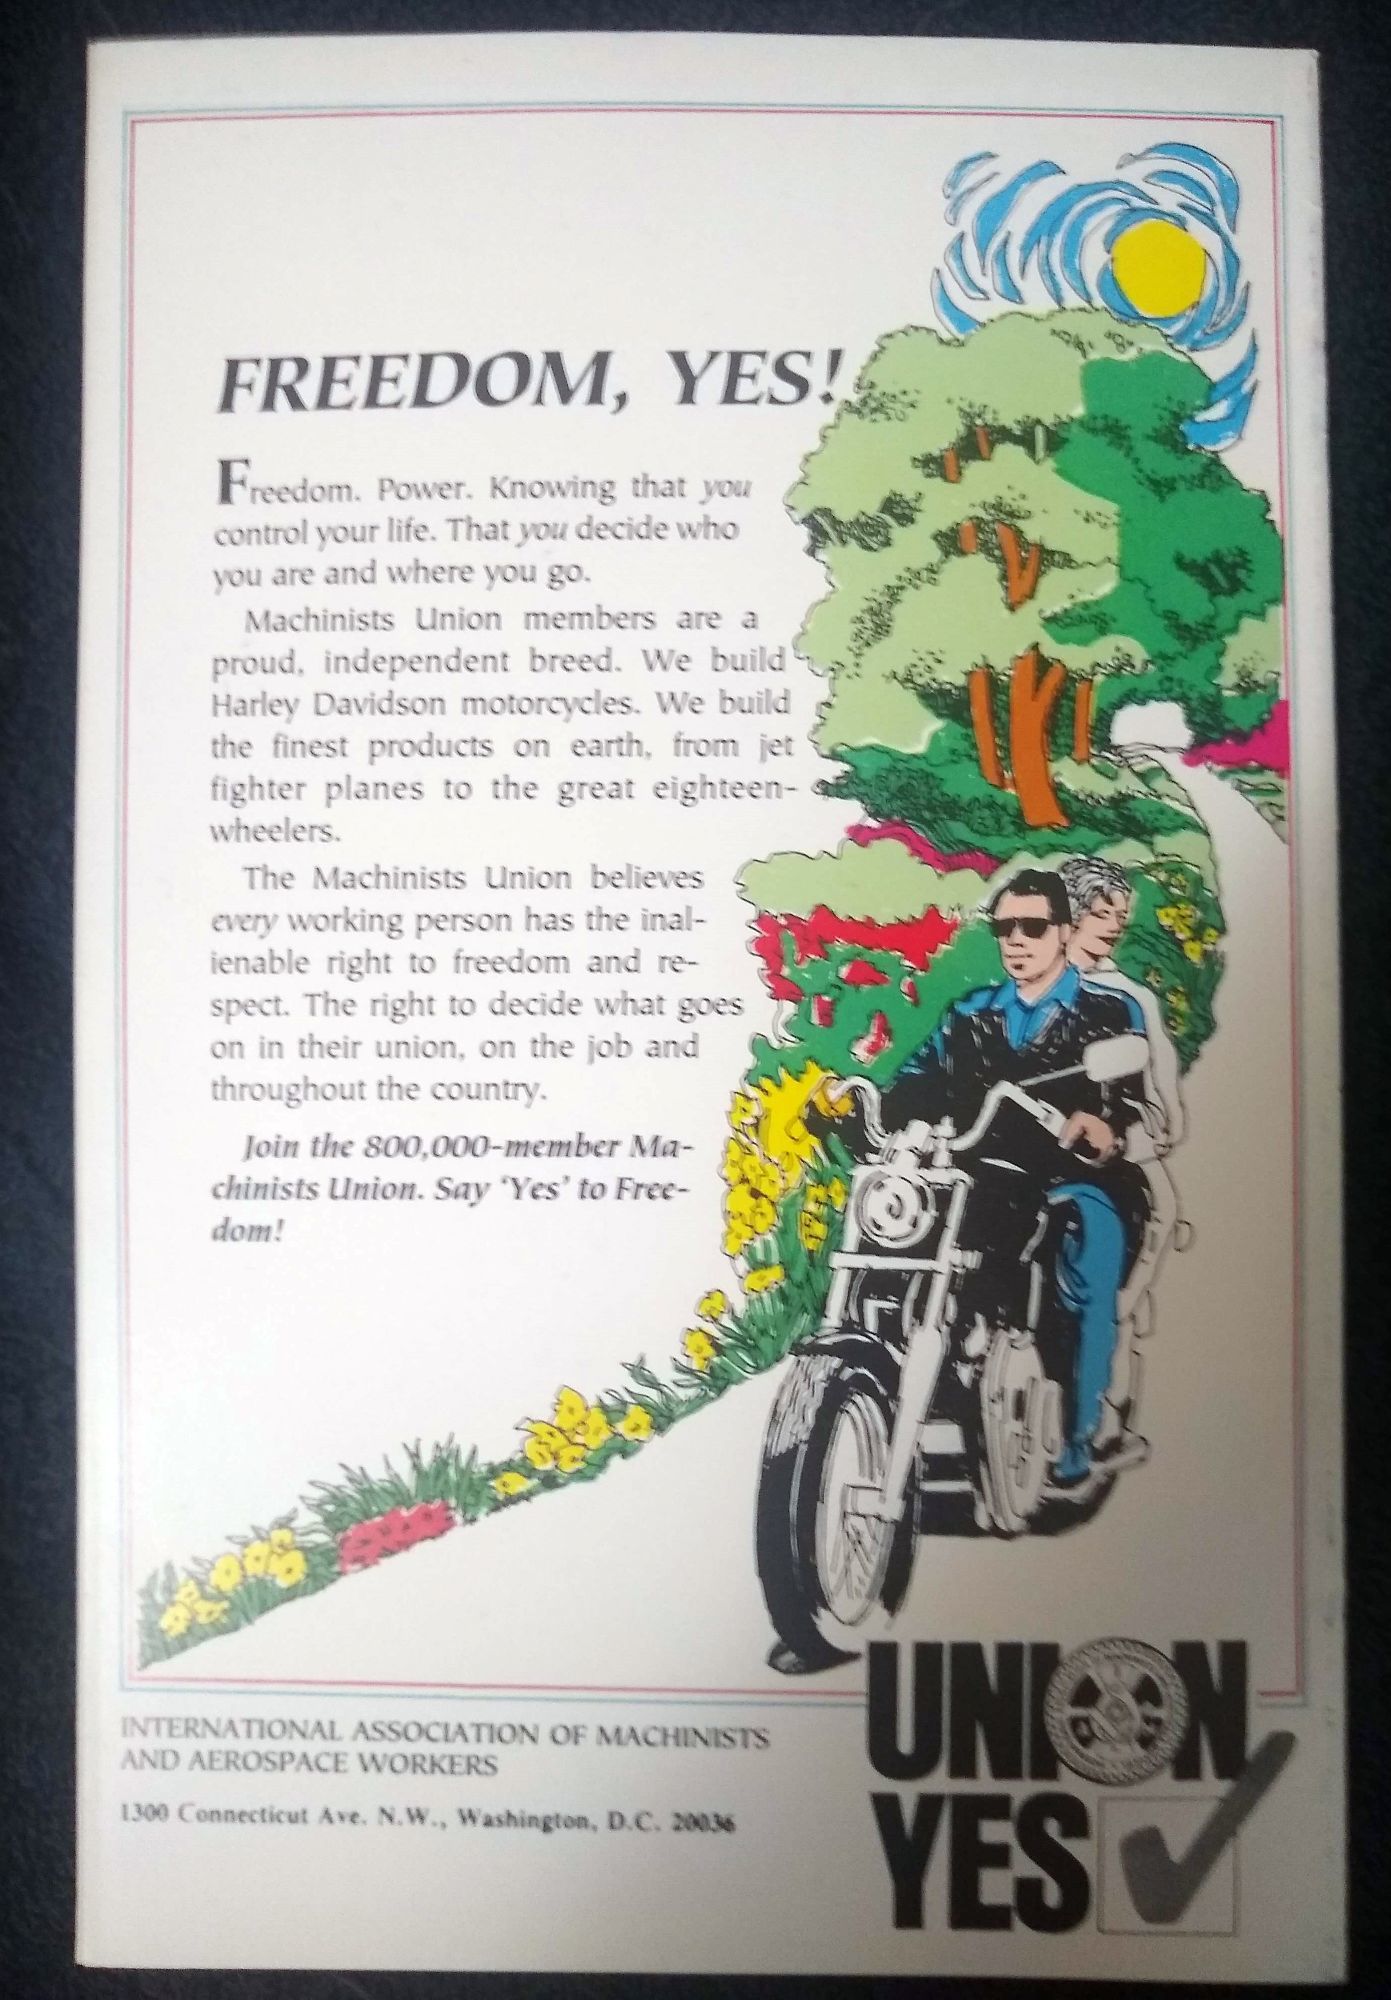 FREEDOM, YES!
Freedom. Power. Knowing that you
control your life. That you decide who
you are and where you go.
Machinists Union members are a
proud, independent breed. We build
Harley Davidson motorcycles. We build
the finest products on earth, from jet
fighter planes to the great eighteen-
wheelers.
The Machinists Union believes
every working person has the inal-
ienable right to freedom and re-
spect. The right to decide what goes
on in their union, on the job and
throughout the country.
Join the 800,000-member Ma-
chinists Union. Say ‘Yes’ to Free-
dom!
INTERNATIONAL ASSOCIATION OF MACHINISTS
AND AEROSPACE WORKERS
1300 Connecticut Ave. N.W., Washington, D.C. 20036
UNION
YES